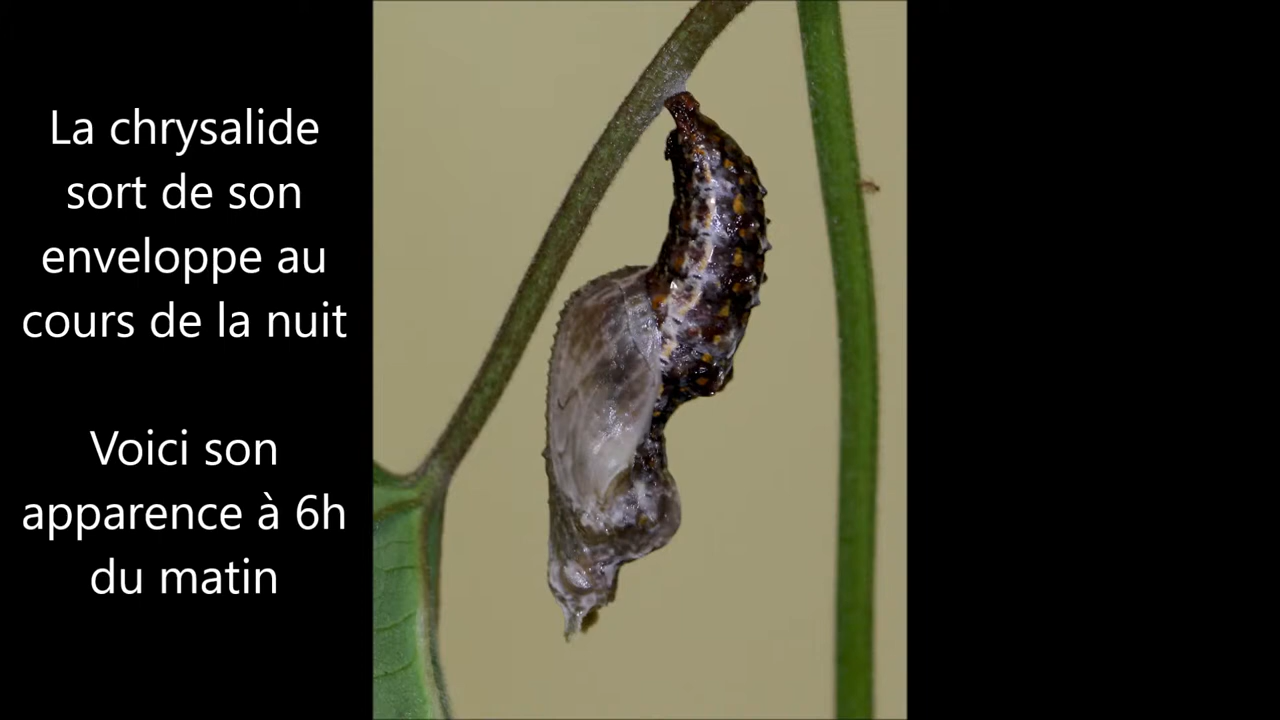 La chrysalide
sort de son
enveloppe au
cours de la nuit
Voici son
apparence à 6h
du matin